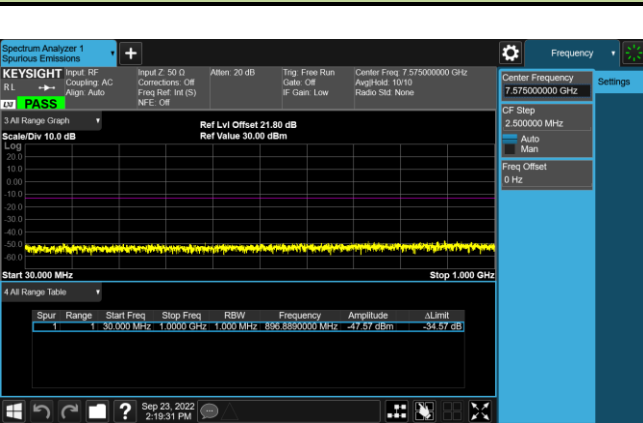 Spectrum Analyzer 1
Spurious Emissions
Frequency
KEYSIGHT
RL
PASS
Input: RF
Coupling: AC
Align: Auto
Input Z: 50 Ω
Corrections: Off
Freq Ref: Int (S)
NFE: Off
Atten: 20 dB
Trig: Free Run
Gate: Off
IF Gain: Low
Center Freq: 7.575000000 GHz
Avg|Hold: 10/10
Radio Std: None
Center Frequency
7.575000000 GHz
Settings
CF Step
2.500000 MHz
Auto
Man
Freq Offset
0 Hz
3 All Range Graph
Scale/Div 10.0 dB
Ref Lvl Offset 21.80 dB
Ref Value 30.00 dBm
Log
20.0
10.0
0.00
-10.0
-20.0
-30.0
-40.0
-50.0
-60.0
Start 30.000 MHz
Stop 1.000 GHz
4 All Range Table
Spur Range Start Freq Stop Freq RBW Frequency Amplitude ΔLimit
1 1 30.000 MHz 1.0000 GHz 1.000 MHz 896.8890000 MHz -47.57 dBm -34.57 dB
?
Sep 23, 2022
2:19:31 PM